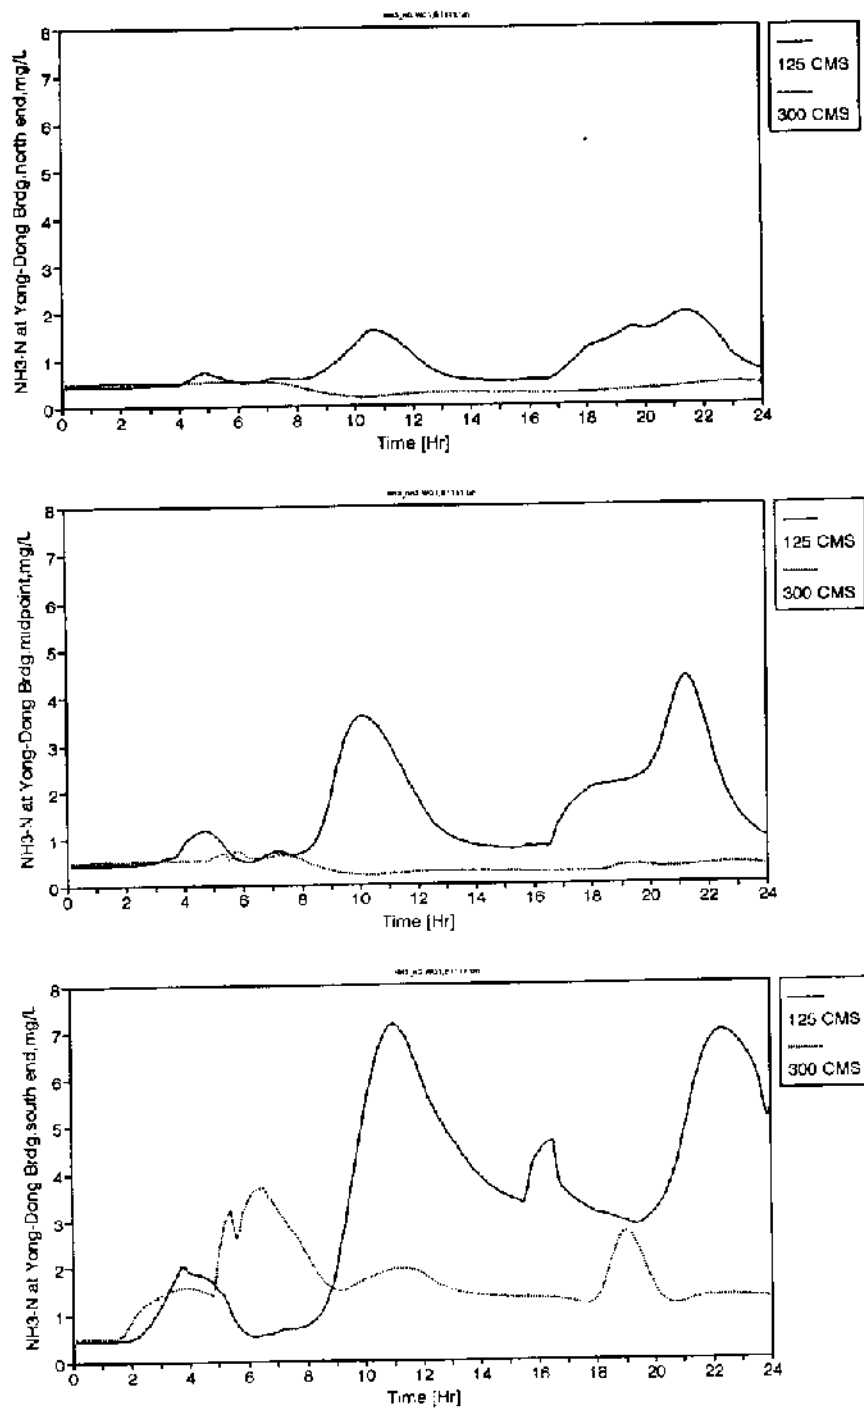 125 CMS
300 CMS
NH3-N at Yong-Dong Brdg.north end,mg/L
8
7
6
5
4
3
2
1
0
0 2 4 6 8 10 12 14 16 18 20 22 24
Time [Hr]
125 CMS
300 CMS
NH3-N at Yong-Dong Brdg.midpoint,mg/L
8
7
6
5
4
3
2
1
0
0 2 4 6 8 10 12 14 16 18 20 22 24
Time [Hr]
125 CMS
300 CMS
NH3-N at Yong-Dong Brdg.south end,mg/L
8
7
6
5
4
3
2
1
0
0 2 4 6 8 10 12 14 16 18 20 22 24
Time [Hr]